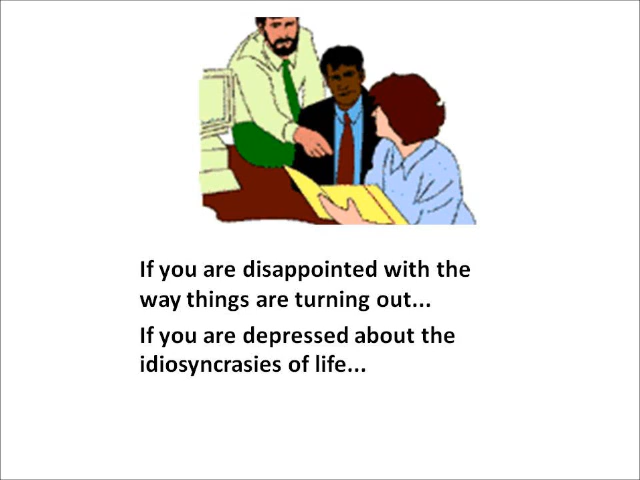 If you are disappointed with the
way things are turning out...
If you are depressed about the
idiosyncrasies of life...